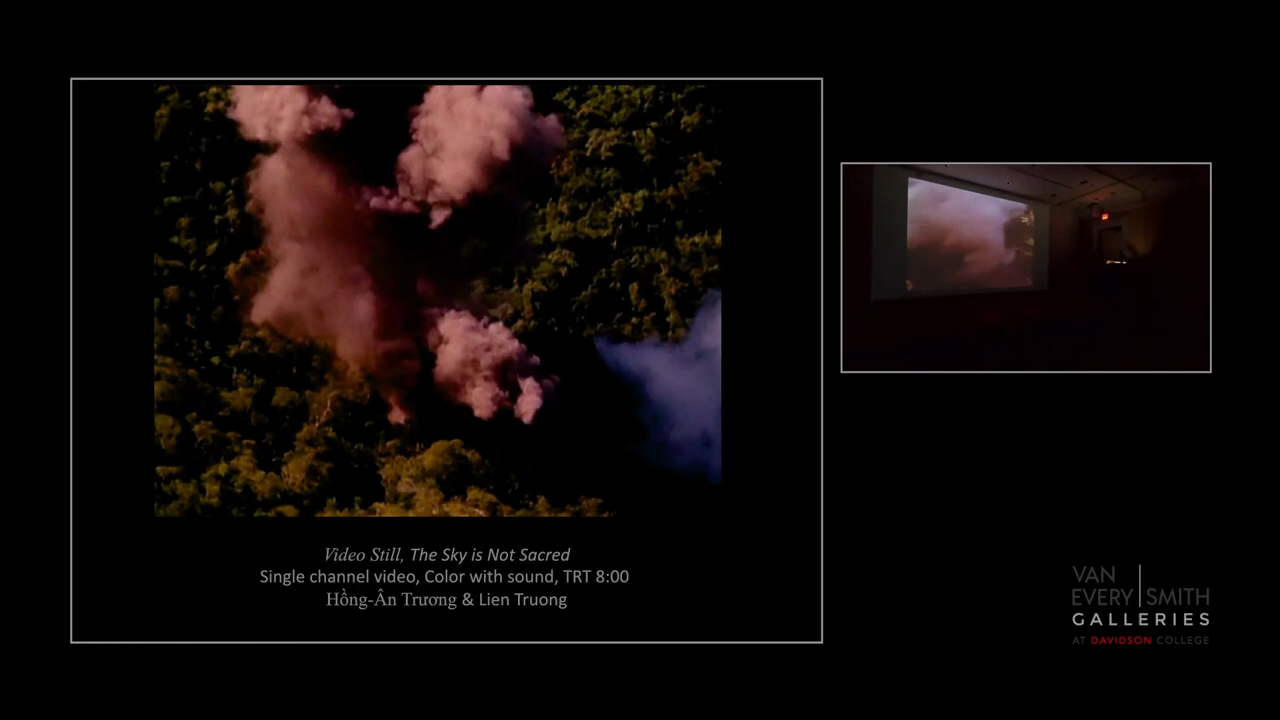 Video Still, The Sky is Not Sacred
Single channel video, Color with sound, TRT 8:00
Hồng-Ân Trương & Lien Truong
VAN
EVERY SMITH
GALLERIES
AT DAVIDSON COLLEGE